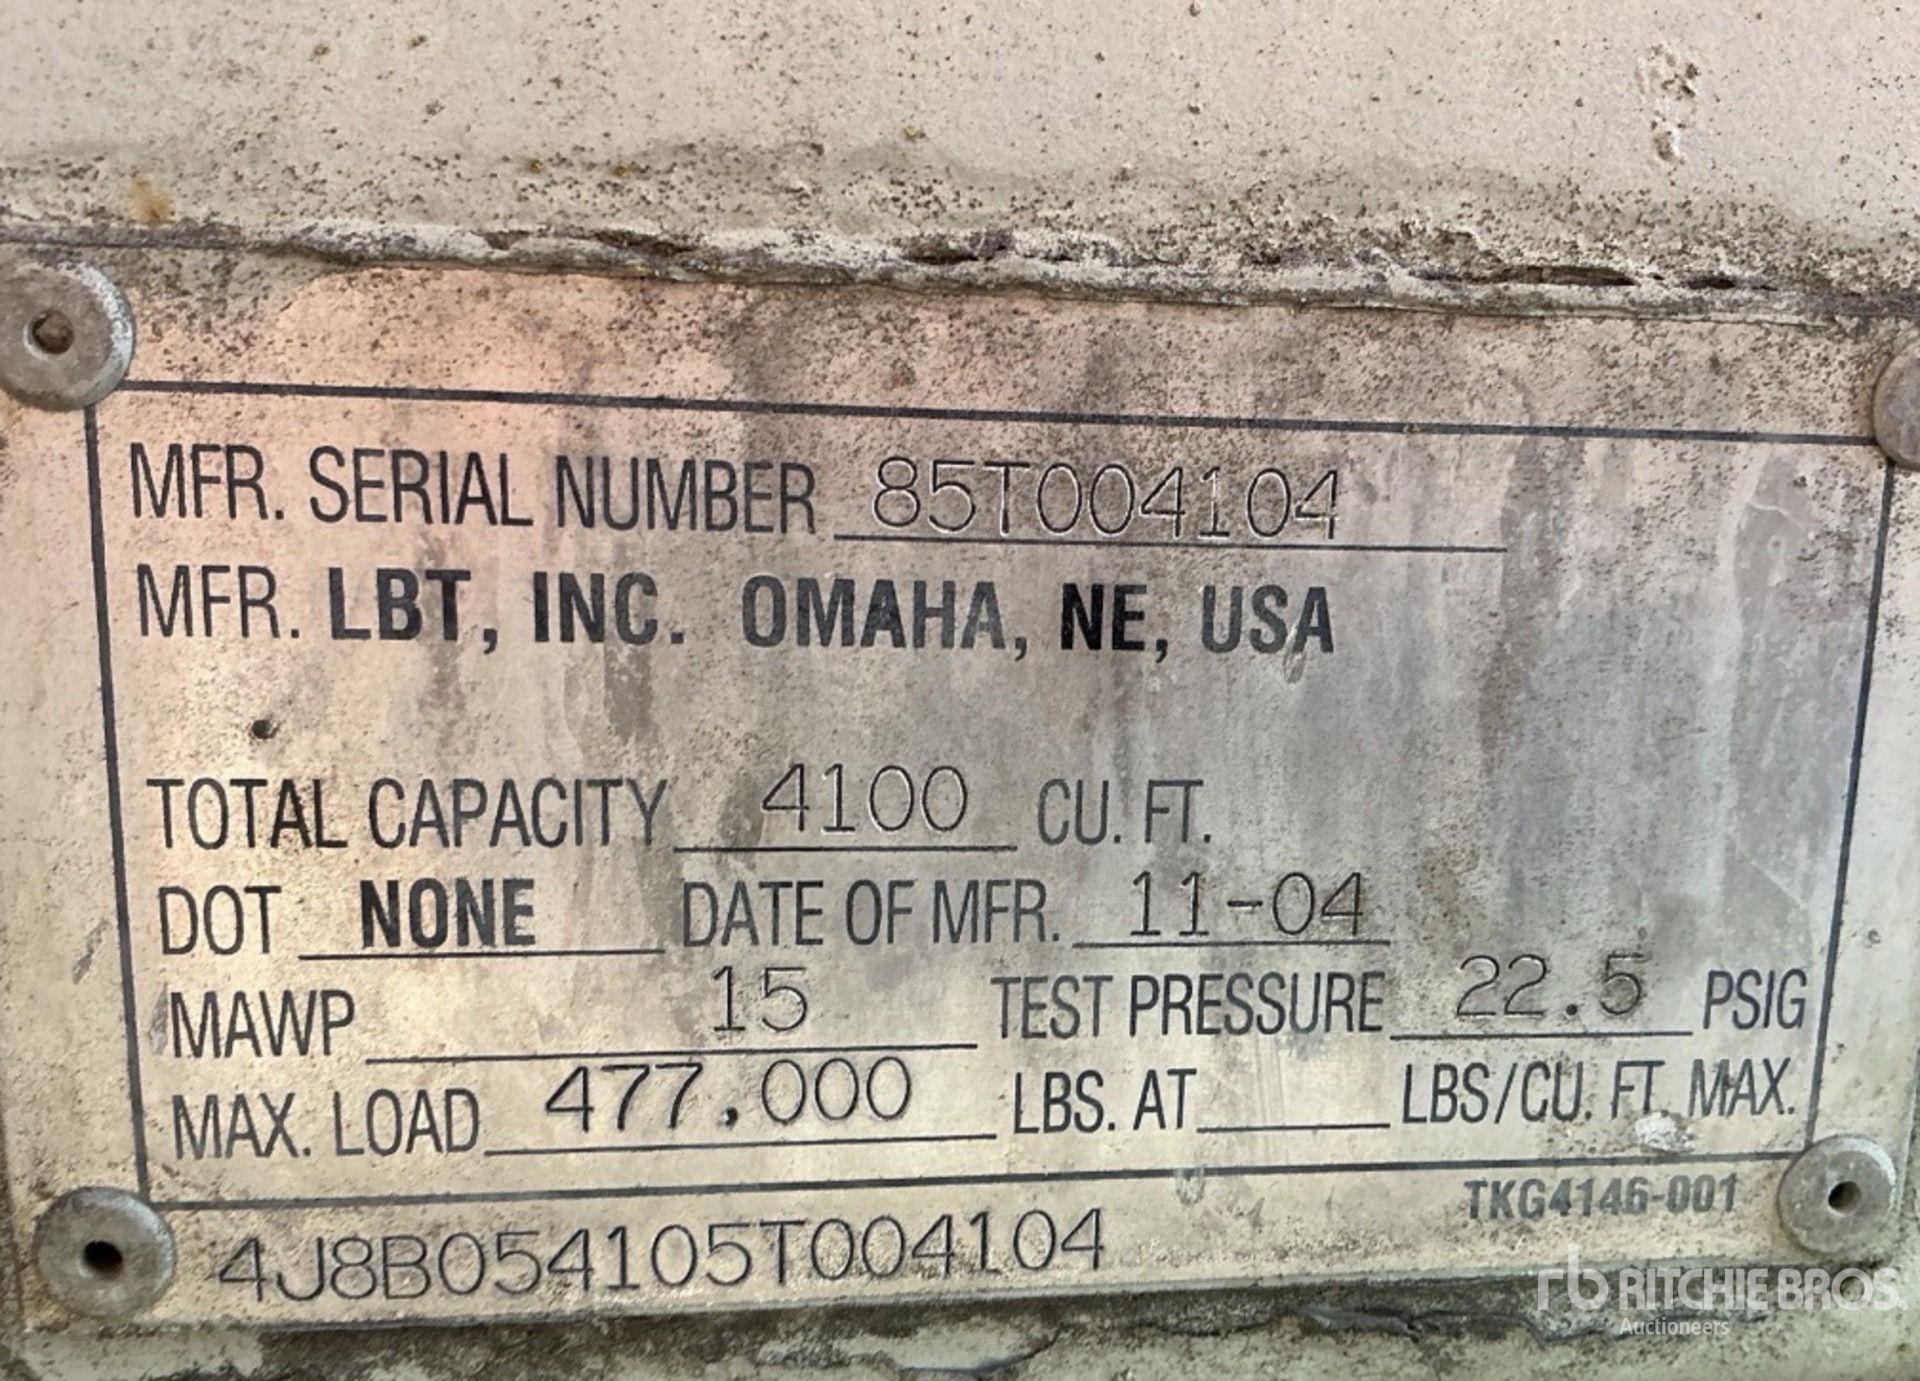 MFR. SERIAL NUMBER 85T004104
MFR. LBT, INC. OMAHA, NE, USA
TOTAL CAPACITY 4100 CU. FT.
DOT NONE DATE OF MFR. 11-04
MAWP 15 TEST PRESSURE 22.5 PSIG
MAX. LOAD 477,000 LBS. AT LBS/CU. FT. MAX.
TKG4146-001
4J8B054105T004104
rb RITCHIE BROS.
Auctioneers